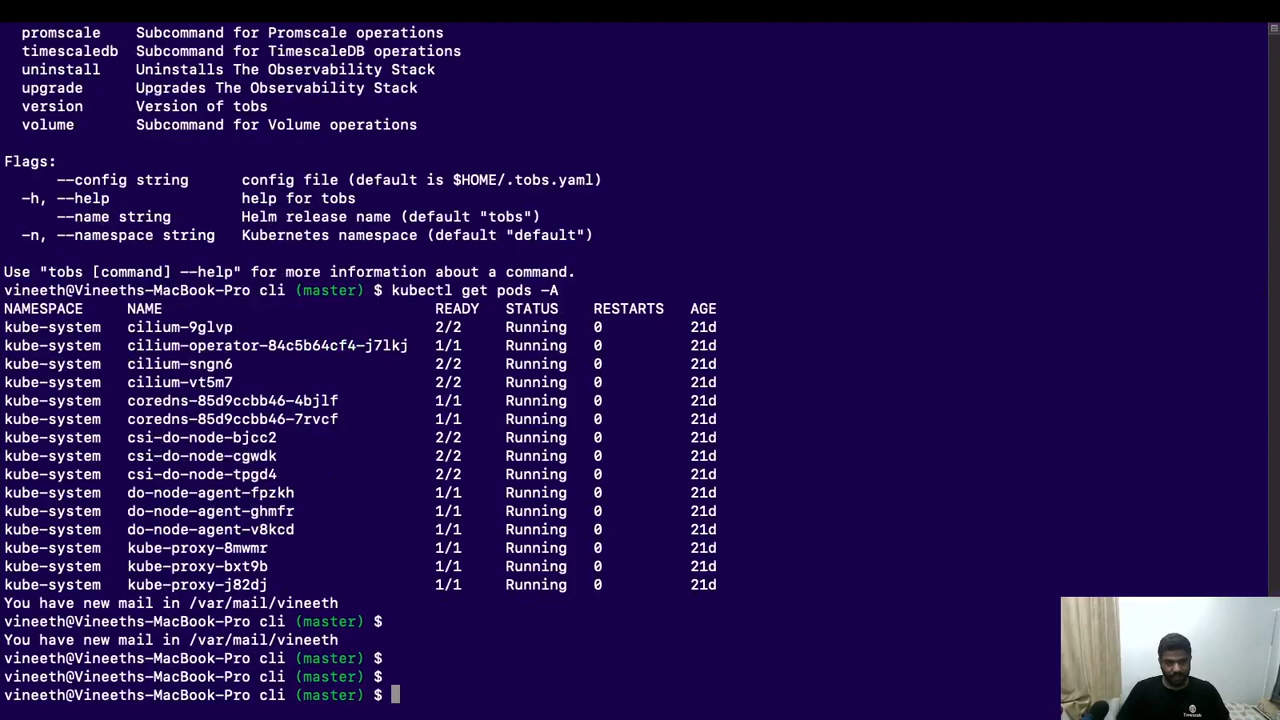 promscale Subcommand for Promscale operations
timescaledb Subcommand for TimescaleDB operations
uninstall Uninstalls The Observability Stack
upgrade Upgrades The Observability Stack
version Version of tobs
volume Subcommand for Volume operations
Flags:
--config string config file (default is $HOME/.tobs.yaml)
-h, --help help for tobs
--name string Helm release name (default "tobs")
-n, --namespace string Kubernetes namespace (default "default")
Use "tobs [command] --help" for more information about a command.
vineeth@Vineeths-MacBook-Pro cli (master) $ kubectl get pods -A
NAMESPACE NAME READY STATUS RESTARTS AGE
kube-system cilium-9glvp 2/2 Running 0 21d
kube-system cilium-operator-84c5b64cf4-j7lkj 1/1 Running 0 21d
kube-system cilium-sngn6 2/2 Running 0 21d
kube-system cilium-vt5m7 2/2 Running 0 21d
kube-system coredns-85d9ccbb46-4bjlf 1/1 Running 0 21d
kube-system coredns-85d9ccbb46-7rvcf 1/1 Running 0 21d
kube-system csi-do-node-bjcc2 2/2 Running 0 21d
kube-system csi-do-node-cgwdk 2/2 Running 0 21d
kube-system csi-do-node-tpgd4 2/2 Running 0 21d
kube-system do-node-agent-fpzkh 1/1 Running 0 21d
kube-system do-node-agent-ghmfr 1/1 Running 0 21d
kube-system do-node-agent-v8kcd 1/1 Running 0 21d
kube-system kube-proxy-8mwmr 1/1 Running 0 21d
kube-system kube-proxy-bxt9b 1/1 Running 0 21d
kube-system kube-proxy-j82dj 1/1 Running 0 21d
You have new mail in /var/mail/vineeth
vineeth@Vineeths-MacBook-Pro cli (master) $
You have new mail in /var/mail/vineeth
vineeth@Vineeths-MacBook-Pro cli (master) $
vineeth@Vineeths-MacBook-Pro cli (master) $
vineeth@Vineeths-MacBook-Pro cli (master) $
Timescale